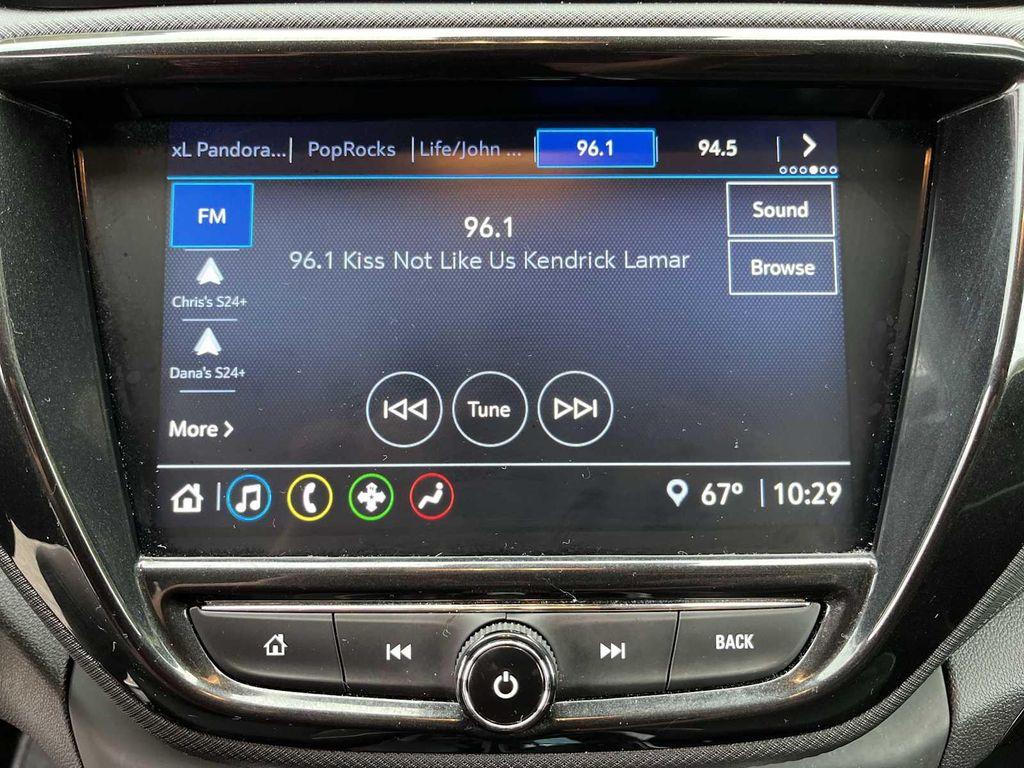 xL Pandora... PopRocks Life/John ... 96.1 94.5
FM
96.1
Sound
96.1 Kiss Not Like Us Kendrick Lamar
Browse
Chris's S24+
Dana's S24+
Tune
More >
67° 10:29
BACK